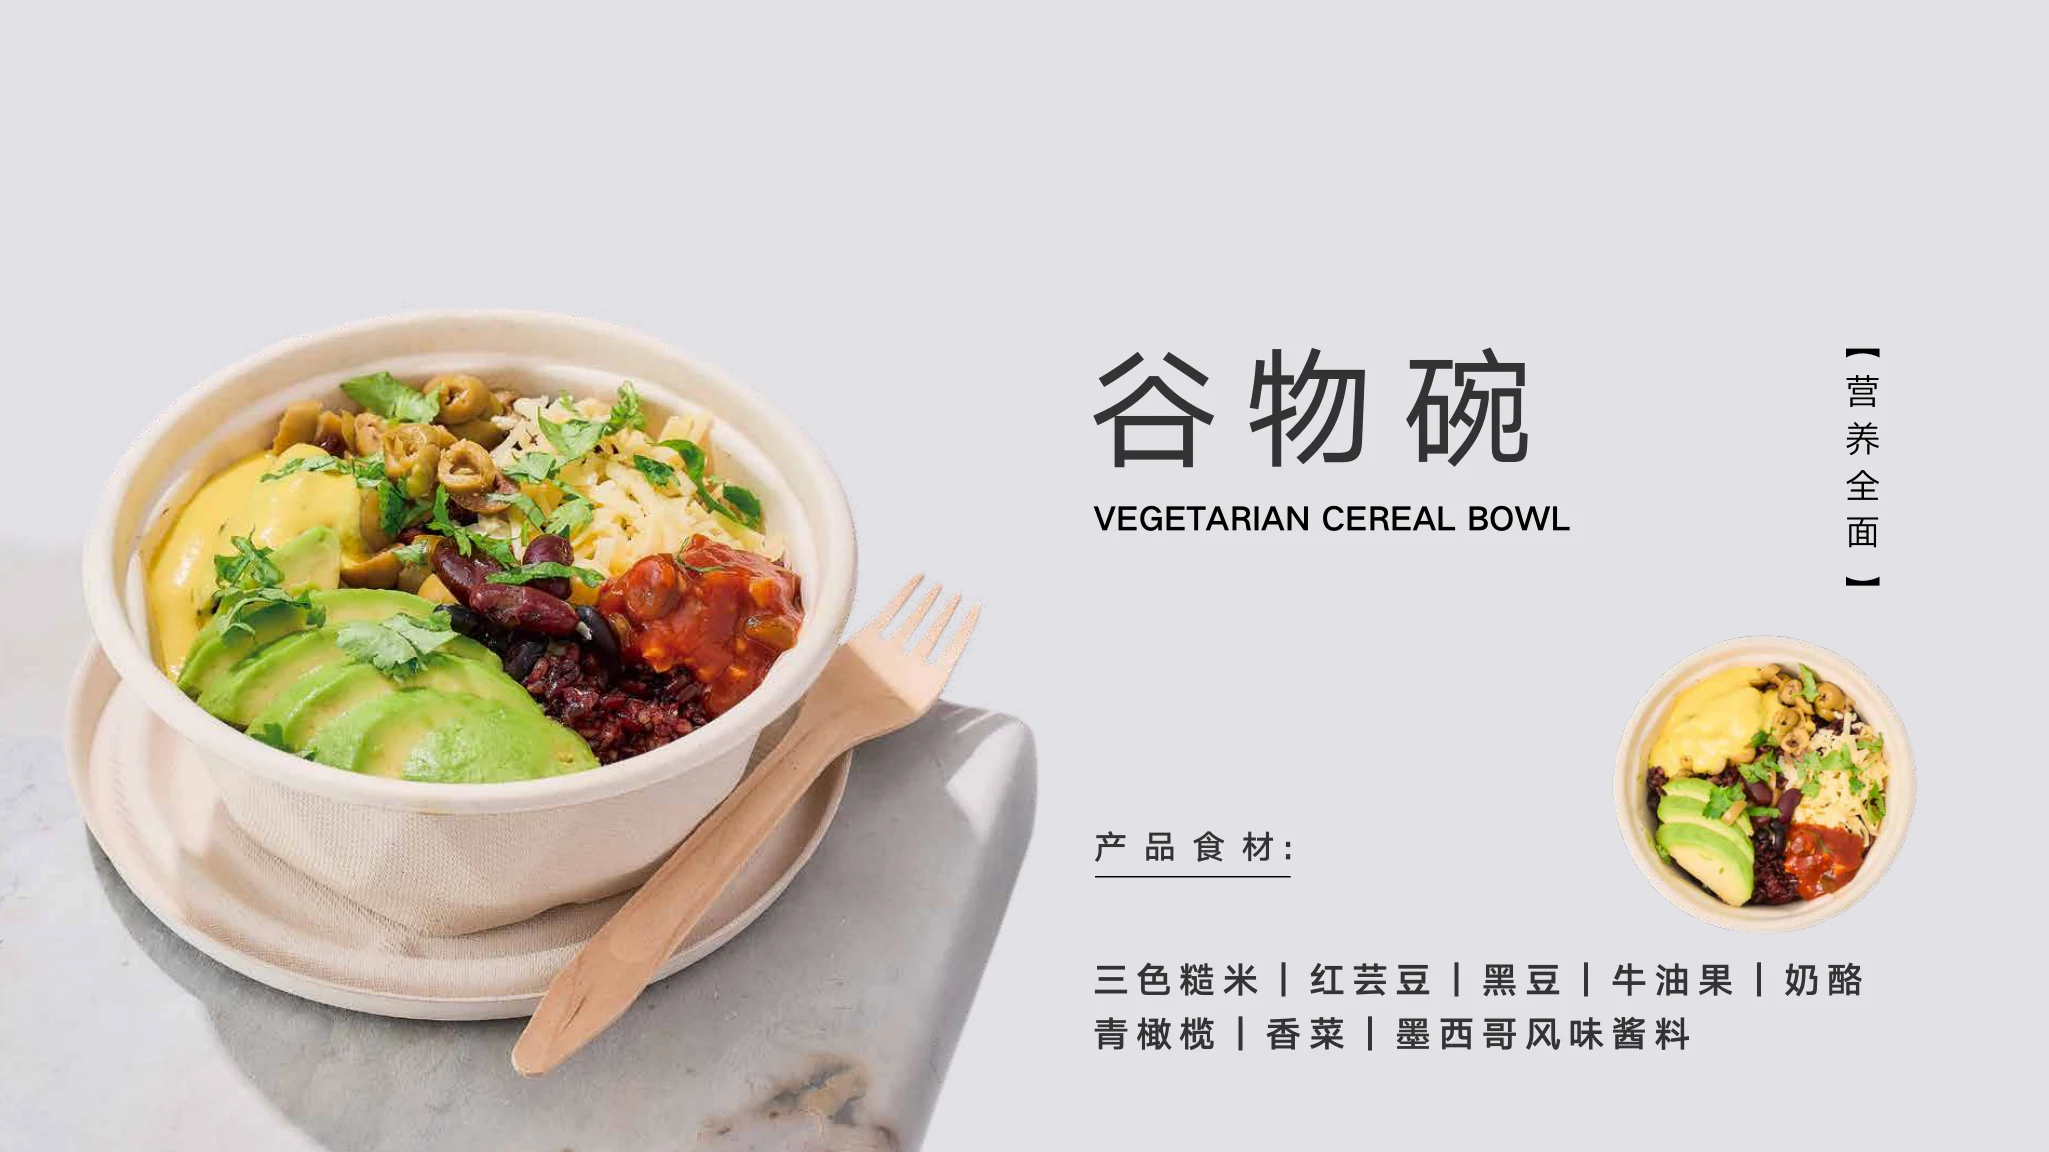 谷物碗
VEGETARIAN CEREAL BOWL
【营养全面】
产品食材:
三色糙米|红芸豆|黑豆|牛油果|奶酪
青橄榄|香菜|墨西哥风味酱料